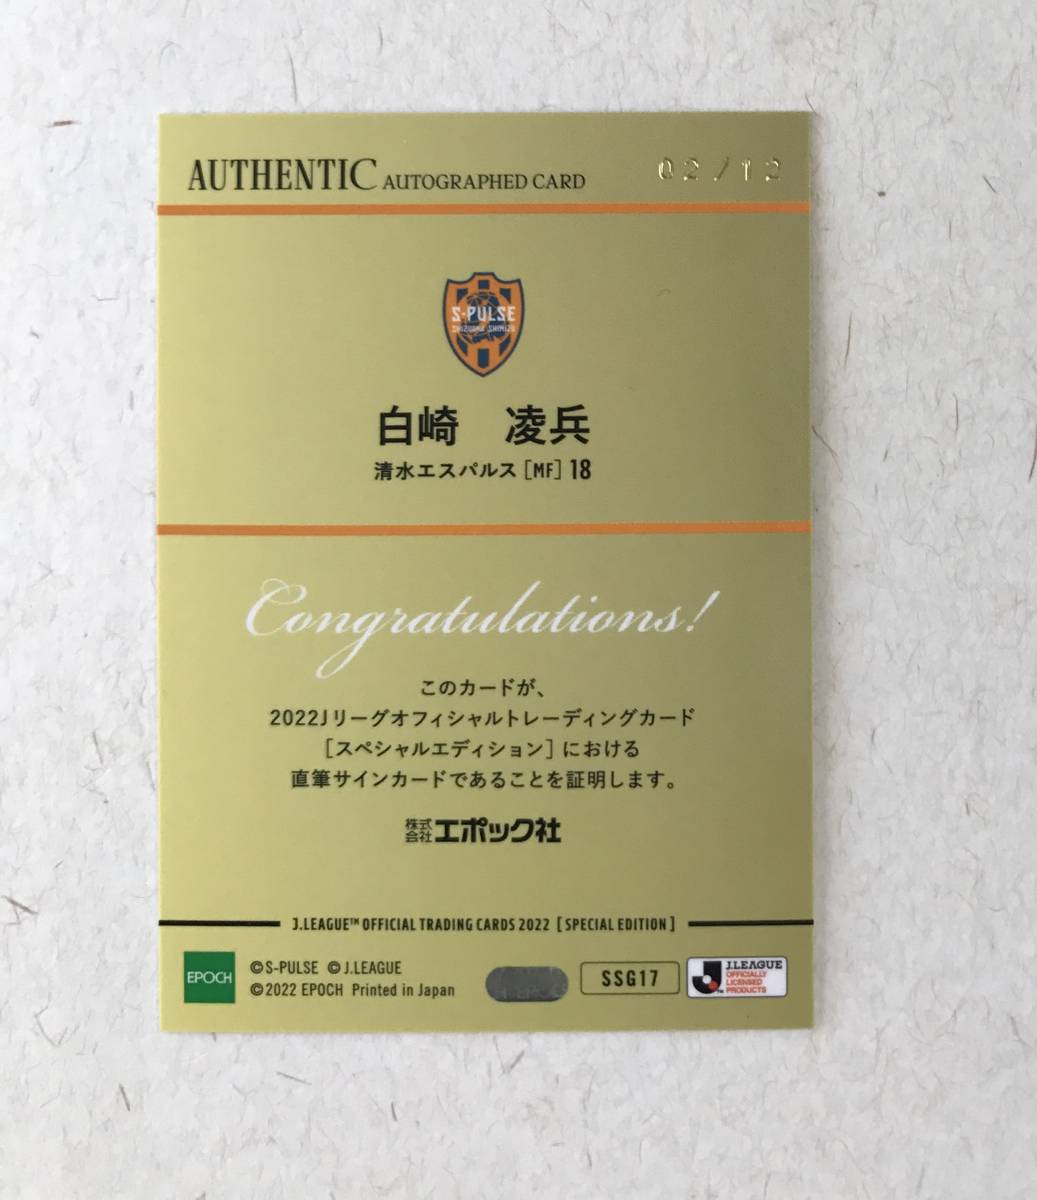 AUTHENTIC AUTOGRAPHED CARD 02/12
S-PULSE
SHIZUOKA SHIMIZU
白崎 凌兵
清水エスパルス [MF] 18
Congratulations!
このカードが、
2022Jリーグオフィシャルトレーディングカード
[スペシャルエディション] における
直筆サインカードであることを証明します。
株式会社エポック社
J.LEAGUE™ OFFICIAL TRADING CARDS 2022 [SPECIAL EDITION]
EPOCH
©S-PULSE ©J.LEAGUE
©2022 EPOCH Printed in Japan
SSG17
J.LEAGUE
OFFICIALLY
LICENSED
PRODUCTS